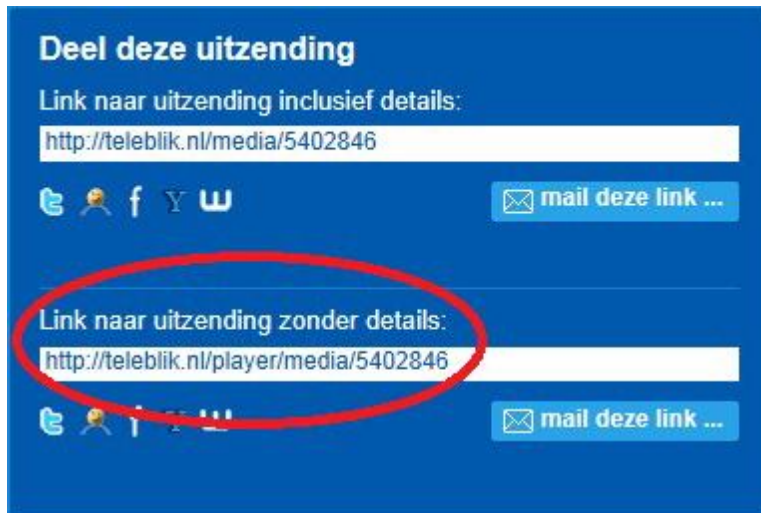 Deel deze uitzending
Link naar uitzending inclusief details:
http://teleblik.nl/media/5402846
mail deze link ...
Link naar uitzending zonder details:
http://teleblik.nl/player/media/5402846
mail deze link ...